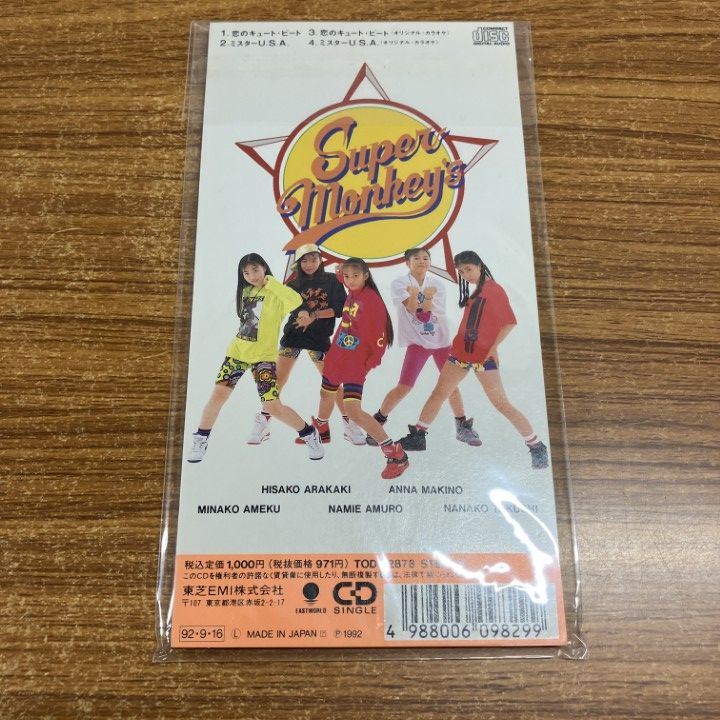 1. 恋のキュート・ビート 3. 恋のキュート・ビート(オリジナル・カラオケ)
2. ミスターU.S.A. 4. ミスターU.S.A.(オリジナル・カラオケ)
COMPACT
disc
DIGITAL AUDIO
Super
Monkey's
HISAKO ARAKAKI ANNA MAKINO
MINAKO AMEKU NAMIE AMURO NANAKO
税込定価1,000円(税抜価格971円)
このCDを権利者の許諾なく賃貸業に使用したり、無断複製する
東芝EMI株式会社
〒107 東京都港区赤坂2-2-17
EASTWORLD
CD
SINGLE
92・9・16 Ⓛ MADE IN JAPAN Ⓟ1992
4 988006 098299